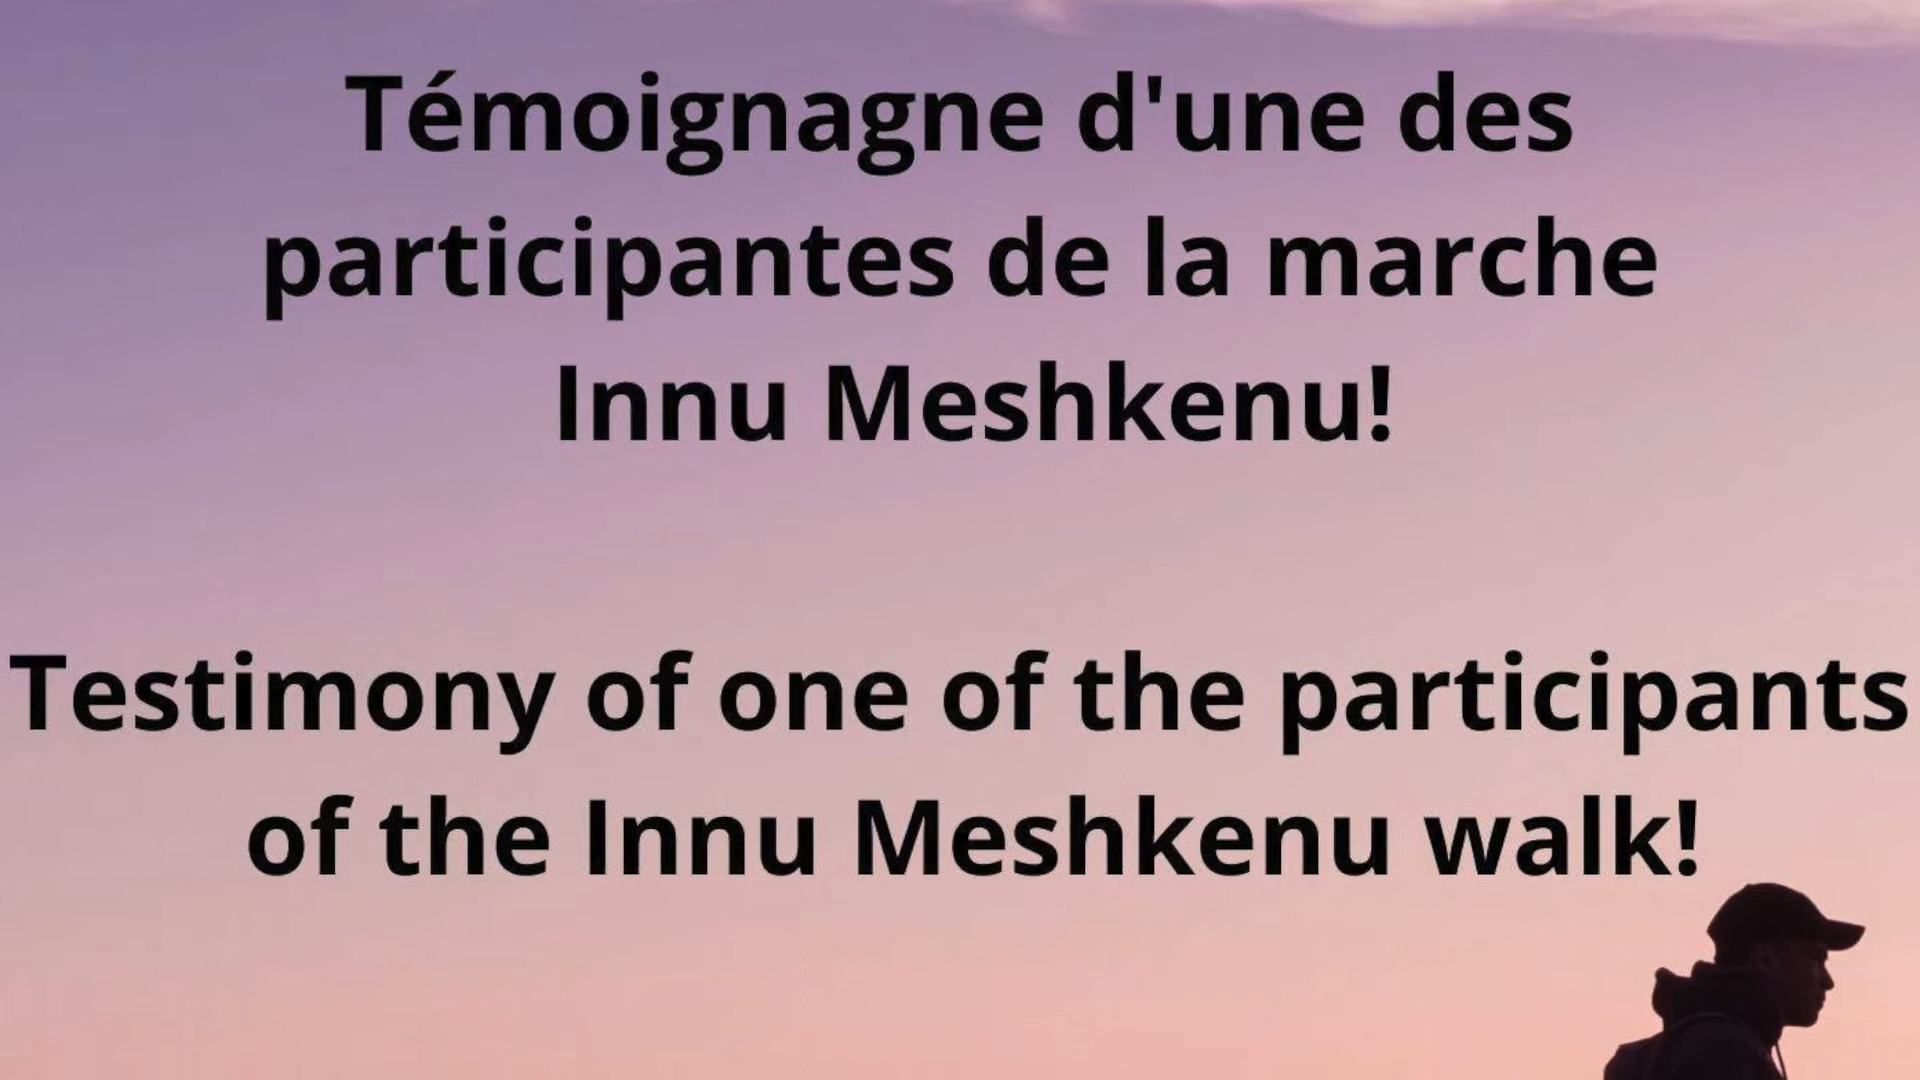 Témoignagne d'une des
participantes de la marche
Innu Meshkenu!
Testimony of one of the participants
of the Innu Meshkenu walk!